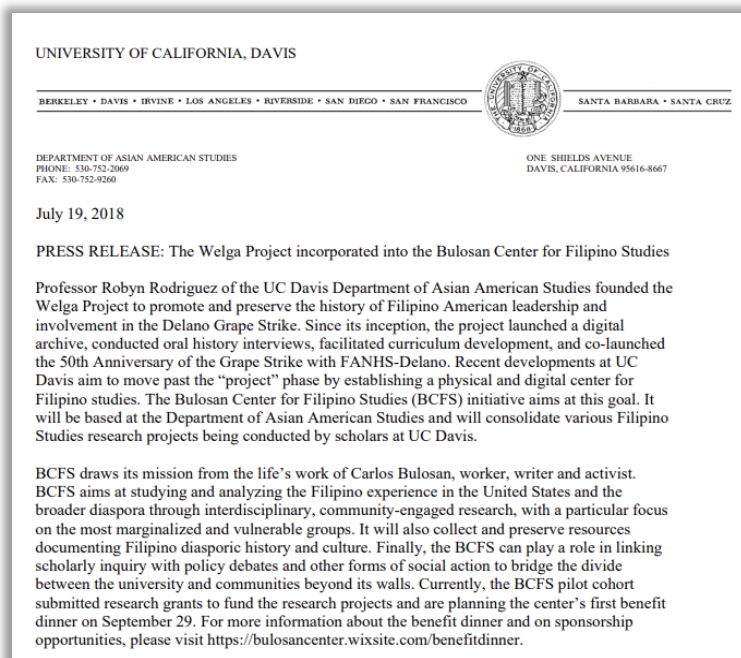 UNIVERSITY OF CALIFORNIA, DAVIS
BERKELEY • DAVIS • IRVINE • LOS ANGELES • RIVERSIDE • SAN DIEGO • SAN FRANCISCO
SANTA BARBARA • SANTA CRUZ
THE UNIVERSITY OF CALIFORNIA
1868
DEPARTMENT OF ASIAN AMERICAN STUDIES
PHONE: 530-752-2069
FAX: 530-752-9260
ONE SHIELDS AVENUE
DAVIS, CALIFORNIA 95616-8667
July 19, 2018
PRESS RELEASE: The Welga Project incorporated into the Bulosan Center for Filipino Studies
Professor Robyn Rodriguez of the UC Davis Department of Asian American Studies founded the
Welga Project to promote and preserve the history of Filipino American leadership and
involvement in the Delano Grape Strike. Since its inception, the project launched a digital
archive, conducted oral history interviews, facilitated curriculum development, and co-launched
the 50th Anniversary of the Grape Strike with FANHS-Delano. Recent developments at UC
Davis aim to move past the “project” phase by establishing a physical and digital center for
Filipino studies. The Bulosan Center for Filipino Studies (BCFS) initiative aims at this goal. It
will be based at the Department of Asian American Studies and will consolidate various Filipino
Studies research projects being conducted by scholars at UC Davis.
BCFS draws its mission from the life’s work of Carlos Bulosan, worker, writer and activist.
BCFS aims at studying and analyzing the Filipino experience in the United States and the
broader diaspora through interdisciplinary, community-engaged research, with a particular focus
on the most marginalized and vulnerable groups. It will also collect and preserve resources
documenting Filipino diasporic history and culture. Finally, the BCFS can play a role in linking
scholarly inquiry with policy debates and other forms of social action to bridge the divide
between the university and communities beyond its walls. Currently, the BCFS pilot cohort
submitted research grants to fund the research projects and are planning the center’s first benefit
dinner on September 29. For more information about the benefit dinner and on sponsorship
opportunities, please visit https://bulosancenter.wixsite.com/benefitdinner.